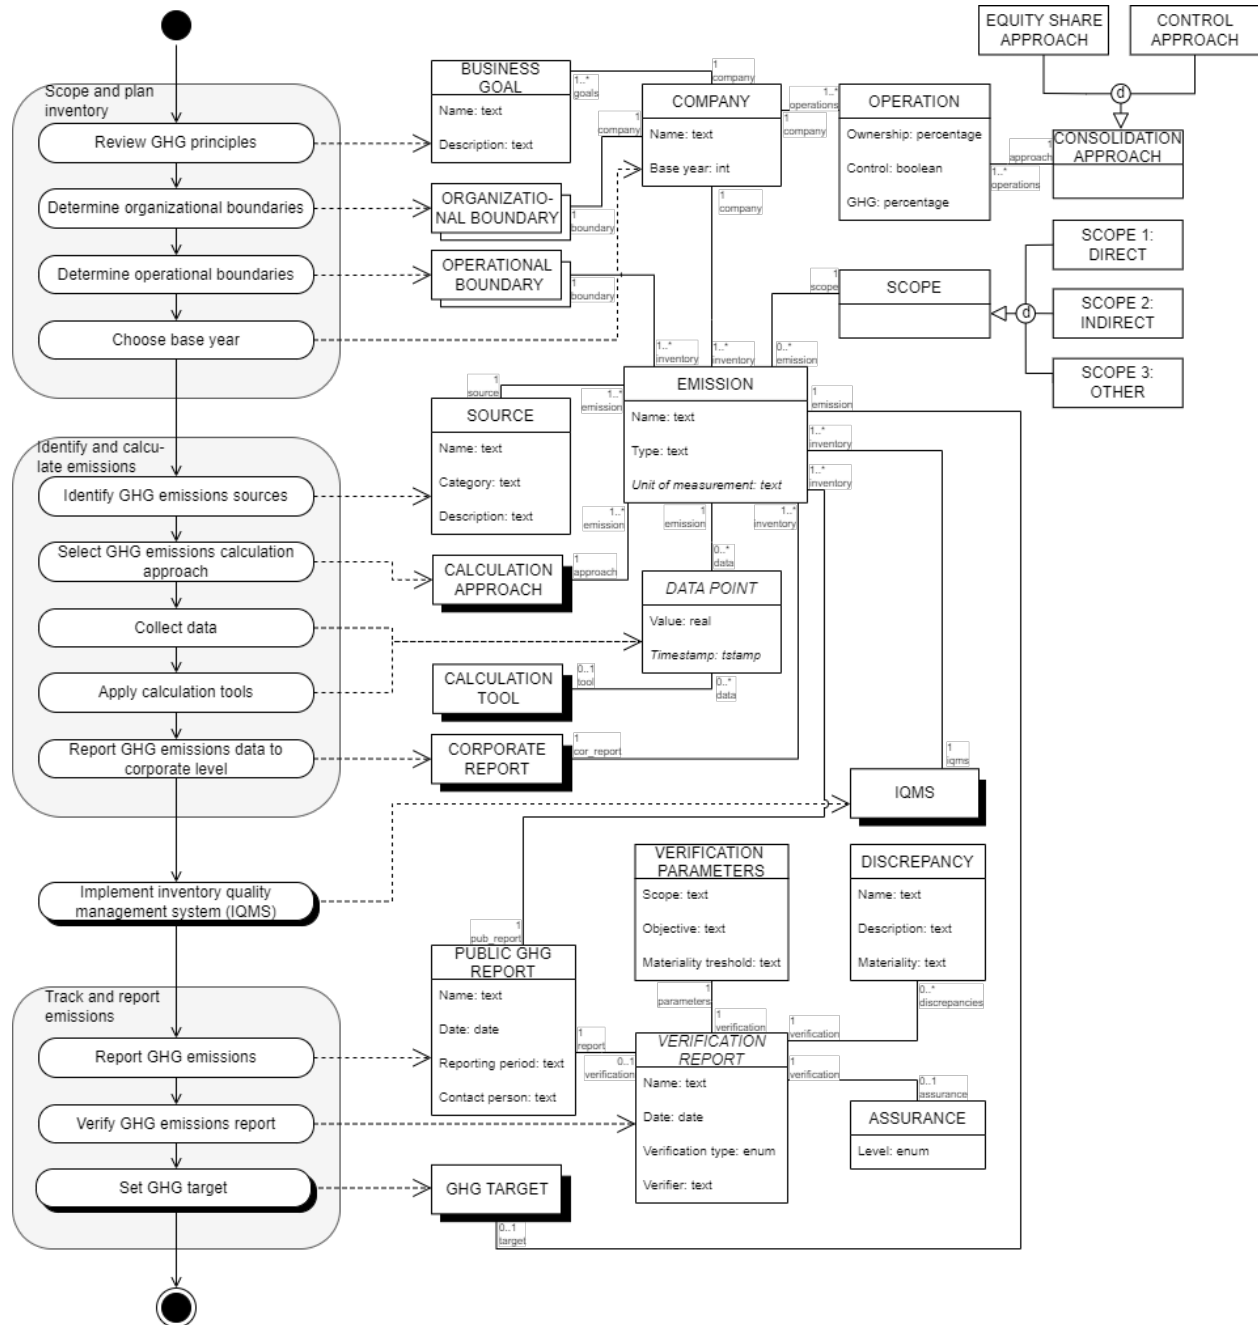 EQUITY SHARE
APPROACH
CONTROL
APPROACH
Scope and plan
inventory
Review GHG principles
Determine organizational boundaries
Determine operational boundaries
Choose base year
BUSINESS
GOAL
Name: text
Description: text
1..*
goals
1
company
1
company
COMPANY
Name: text
Base year: int
1..*
operations
1
company
1
company
OPERATION
Ownership: percentage
Control: boolean
GHG: percentage
1
approach
1..*
operations
CONSOLIDATION
APPROACH
d
ORGANIZATIO-
NAL BOUNDARY
1
boundary
OPERATIONAL
BOUNDARY
1
boundary
1
scope
SCOPE
d
SCOPE 1:
DIRECT
SCOPE 2:
INDIRECT
SCOPE 3:
OTHER
1..*
inventory
1..*
inventory
0..*
emission
1
source
1..*
emission
EMISSION
Name: text
Type: text
Unit of measurement: text
1
emission
1..*
inventory
1..*
inventory
Identify and calcu-
late emissions
Identify GHG emissions sources
Select GHG emissions calculation
approach
Collect data
Apply calculation tools
Report GHG emissions data to
corporate level
SOURCE
Name: text
Category: text
Description: text
1..*
emission
1
emission
1..*
inventory
CALCULATION
APPROACH
1
approach
0..*
data
DATA POINT
Value: real
Timestamp: tstamp
0..*
data
CALCULATION
TOOL
0..1
tool
CORPORATE
REPORT
1
cor_report
1
iqms
IQMS
Implement inventory quality
management system (IQMS)
VERIFICATION
PARAMETERS
Scope: text
Objective: text
Materiality treshold: text
DISCREPANCY
Name: text
Description: text
Materiality: text
1
pub_report
PUBLIC GHG
REPORT
Name: text
Date: date
Reporting period: text
Contact person: text
1
parameters
1
verification
0..*
discrepancies
1
verification
1
report
0..1
verification
VERIFICATION
REPORT
Name: text
Date: date
Verification type: enum
Verifier: text
1
verification
0..1
assurance
ASSURANCE
Level: enum
Track and report
emissions
Report GHG emissions
Verify GHG emissions report
Set GHG target
GHG TARGET
0..1
target